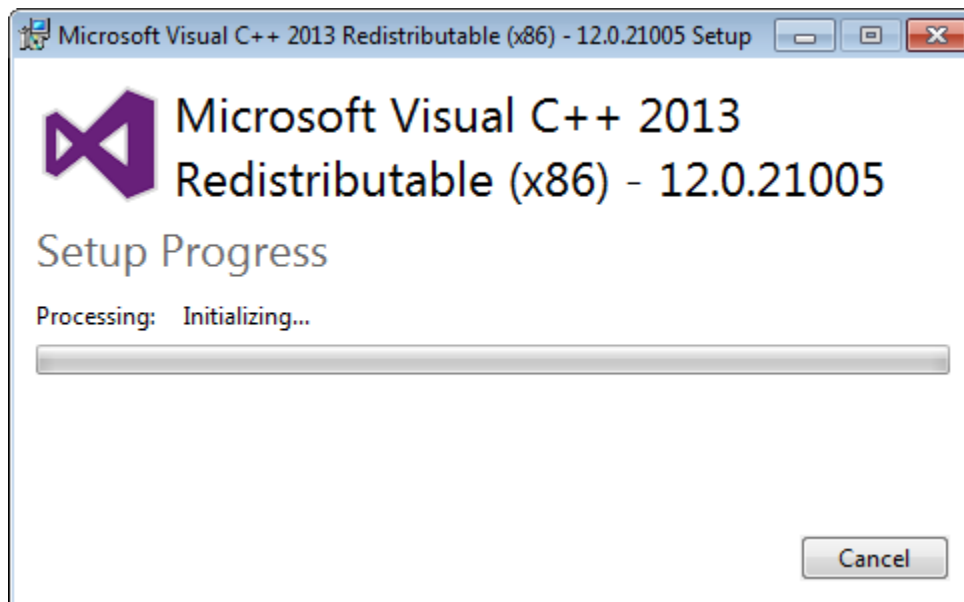 Microsoft Visual C++ 2013 Redistributable (x86) - 12.0.21005 Setup
Microsoft Visual C++ 2013
Redistributable (x86) - 12.0.21005
Setup Progress
Processing: Initializing...
Cancel